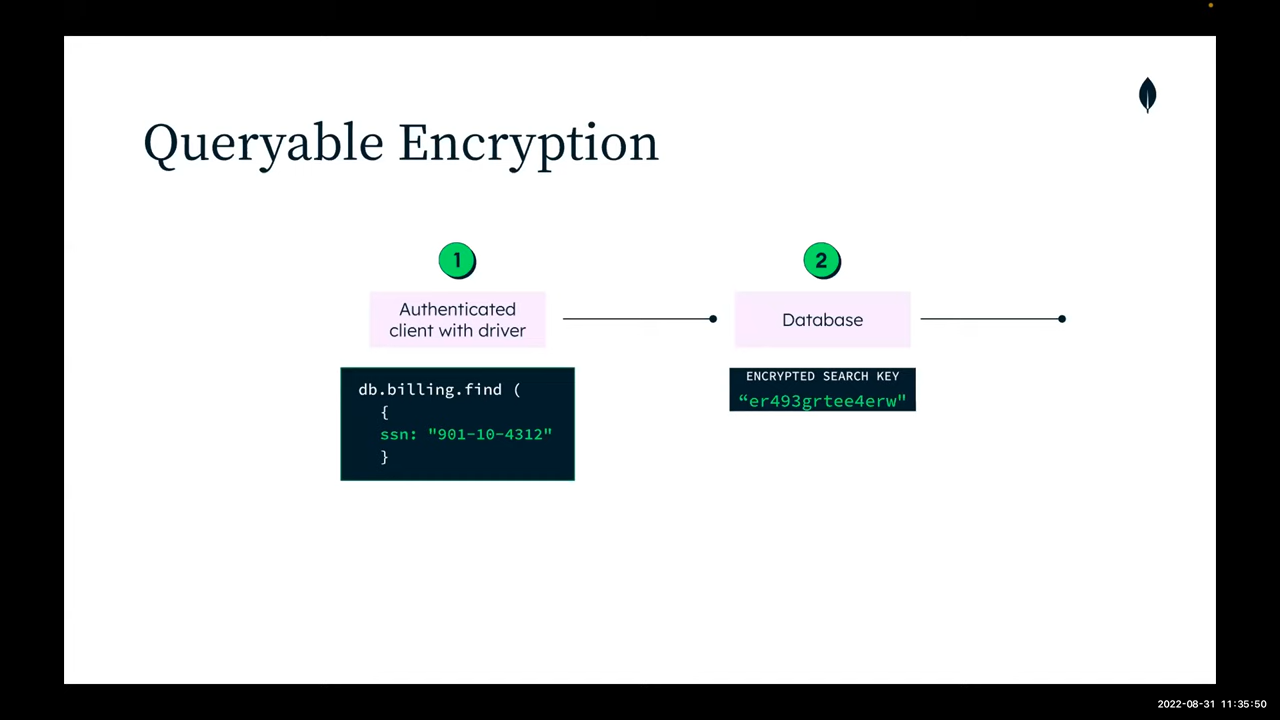 Queryable Encryption
1
2
Authenticated
client with driver
Database
db.billing.find (
{
ssn: "901-10-4312"
}
ENCRYPTED SEARCH KEY
“er493grtee4erw"
2022-08-31 11:35:50